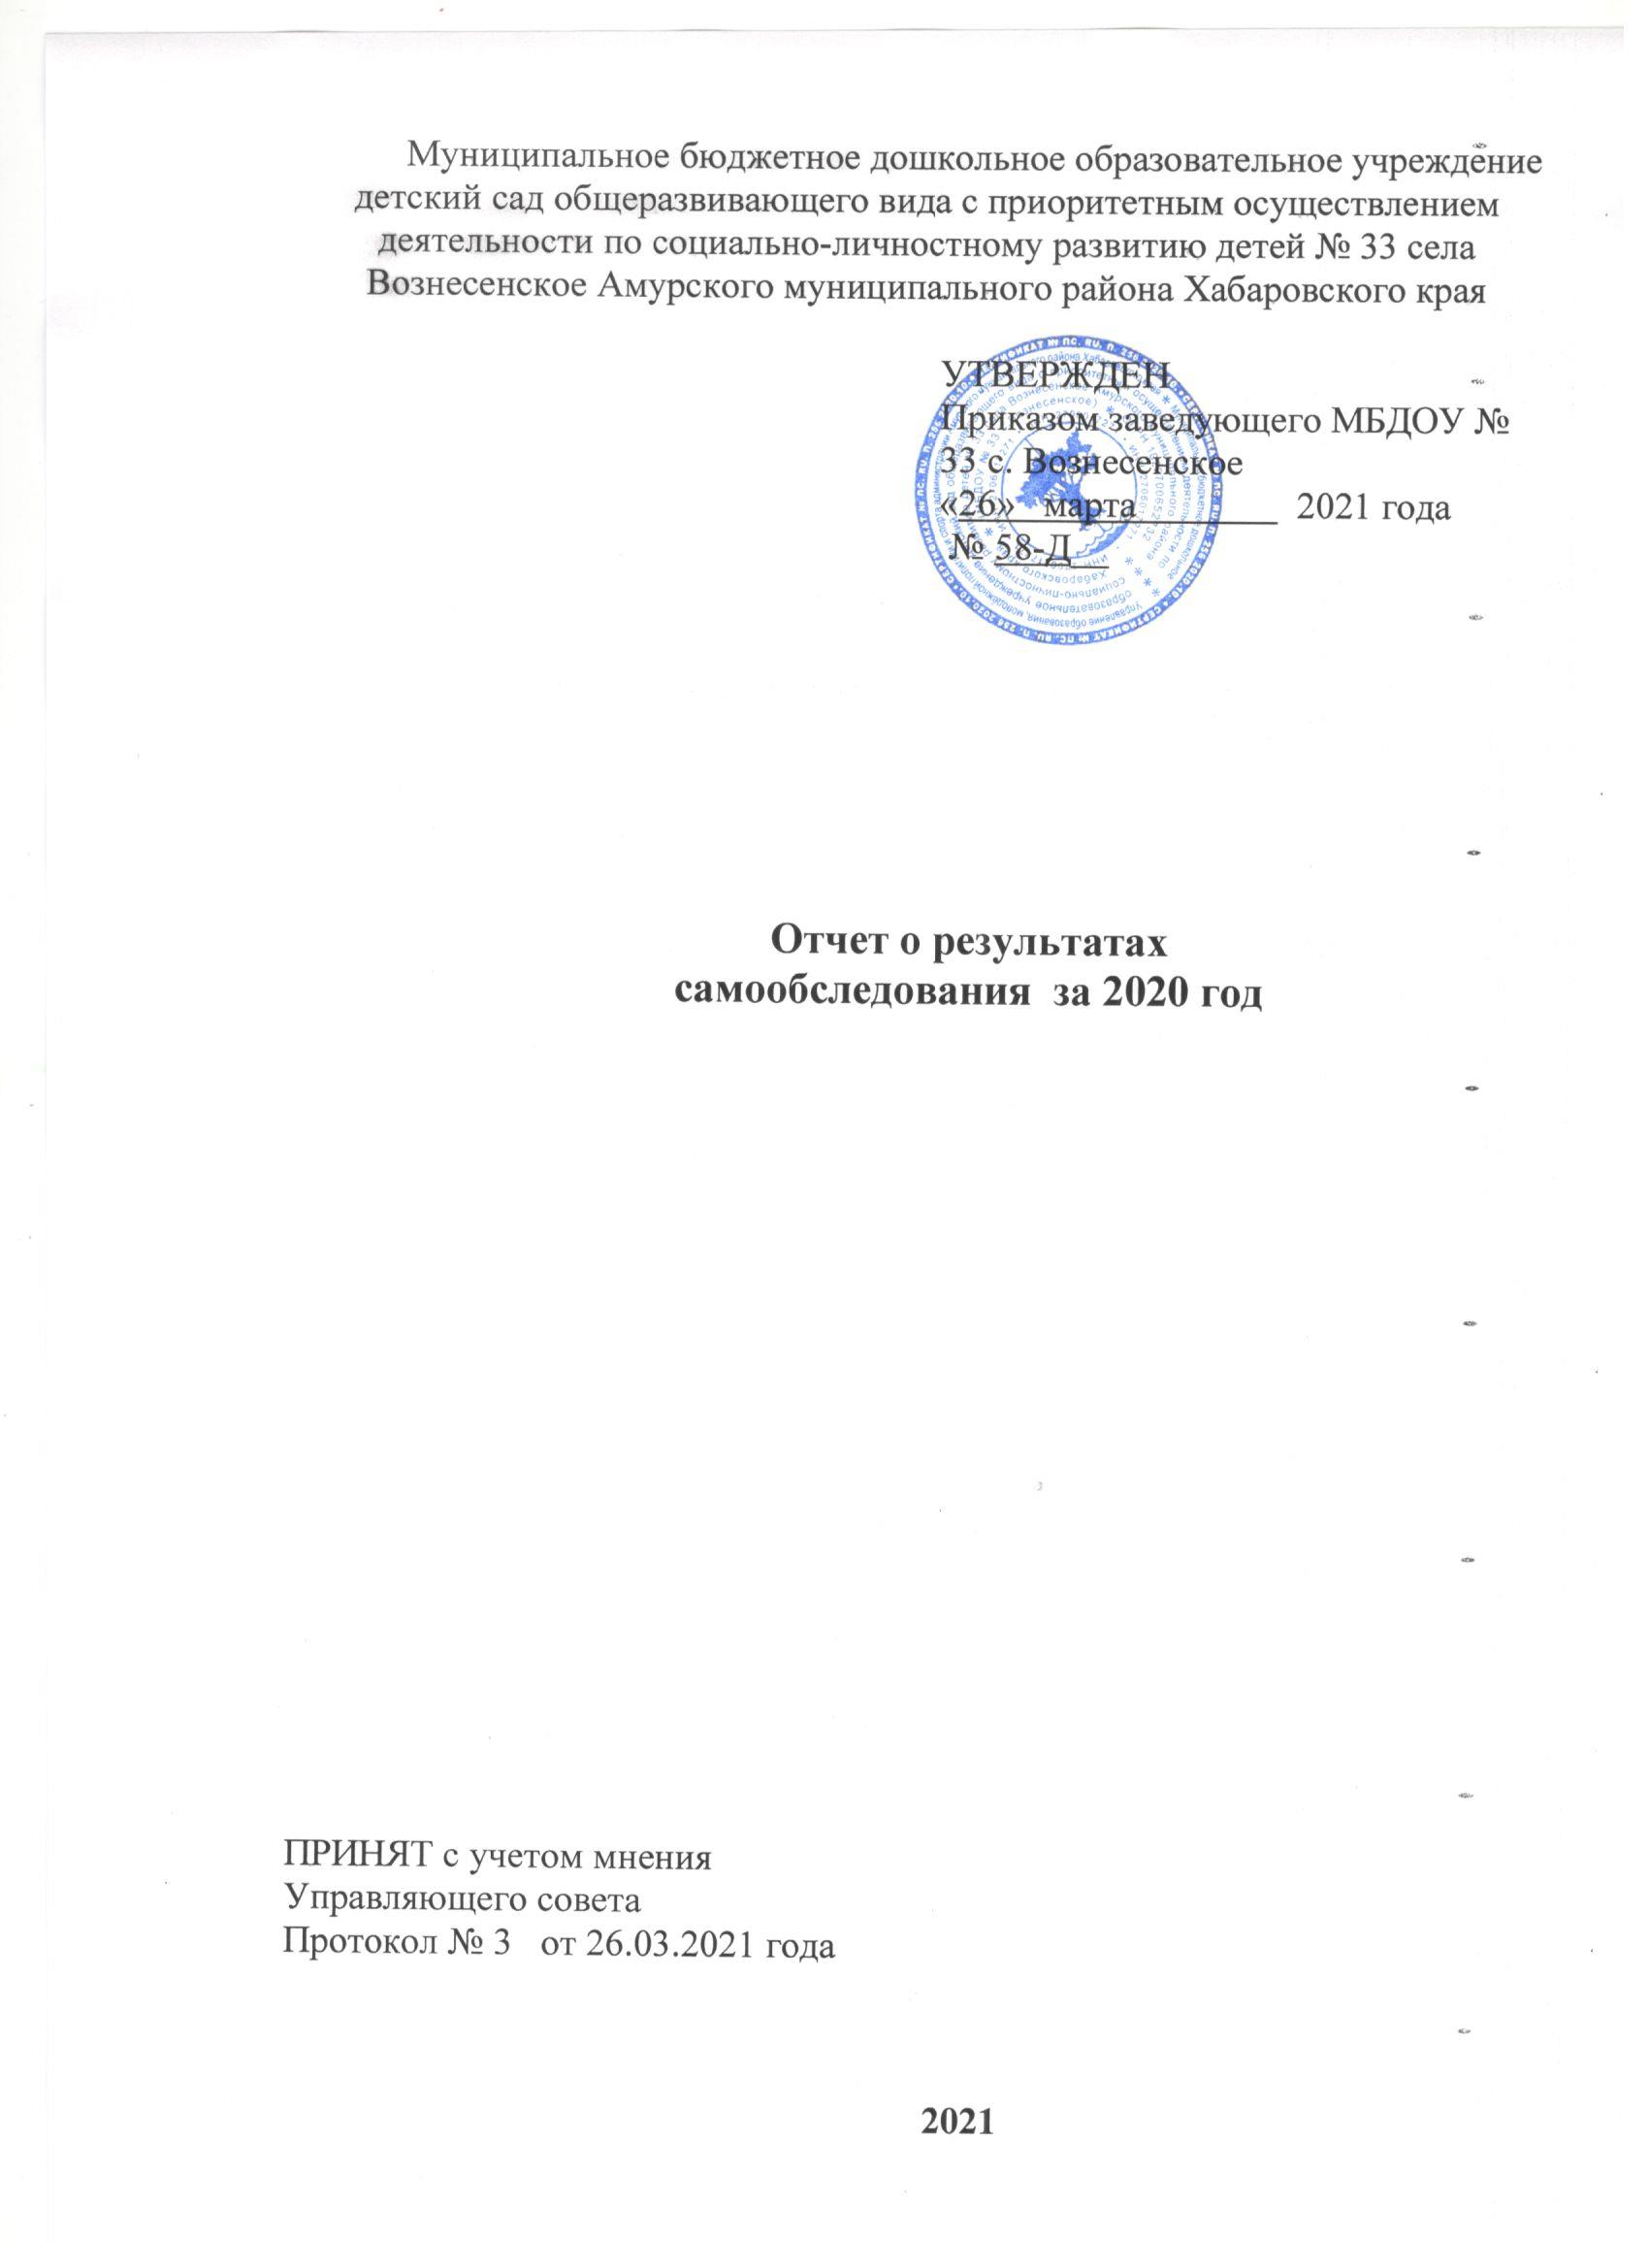 Муниципальное бюджетное дошкольное образовательное учреждение
детский сад общеразвивающего вида с приоритетным осуществлением
деятельности по социально-личностному развитию детей № 33 села
Вознесенское Амурского муниципального района Хабаровского края
УТВЕРЖДЕН
Приказом заведующего МБДОУ №
33 с. Вознесенское
«26» марта 2021 года
№ 58-Д
Отчет о результатах
самообследования за 2020 год
ПРИНЯТ с учетом мнения
Управляющего совета
Протокол № 3 от 26.03.2021 года
2021